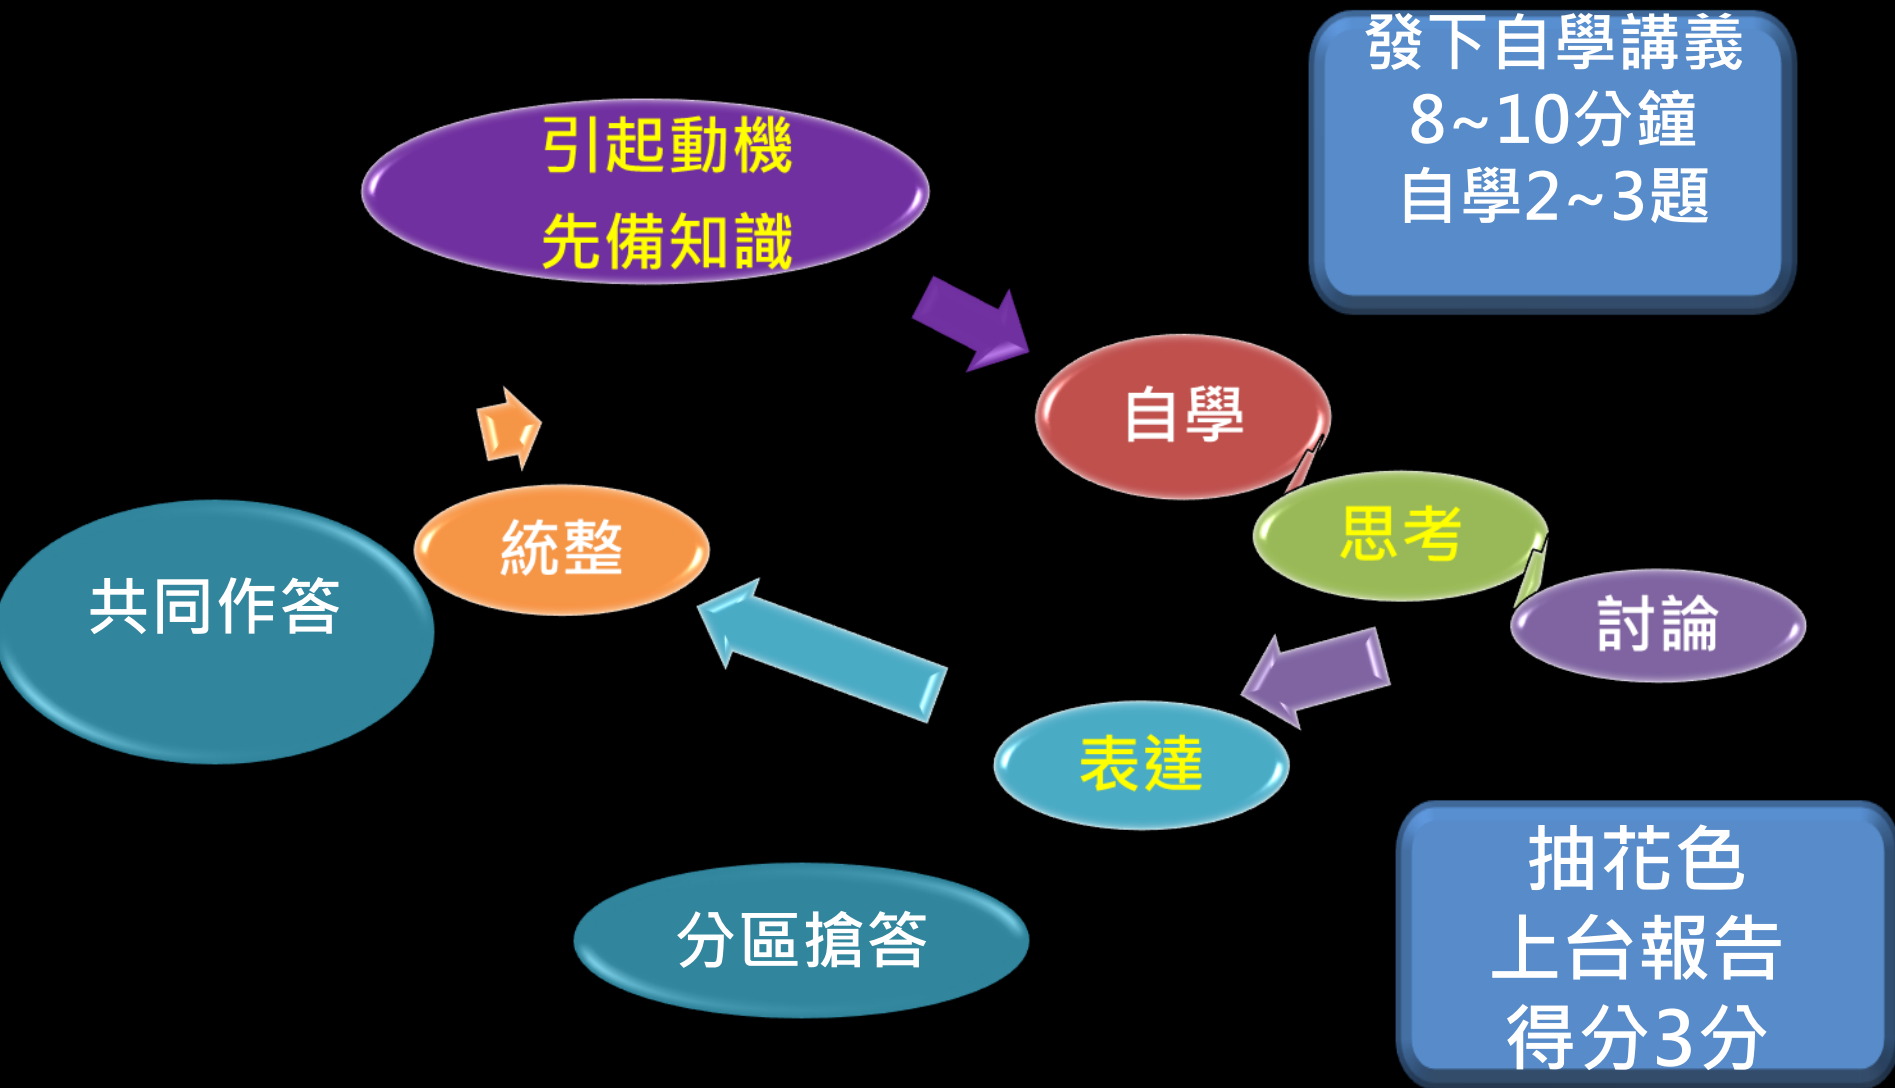 發下自學講義
8~10分鐘
自學2~3題
引起動機
先備知識
自學
思考
討論
表達
統整
共同作答
分區搶答
抽花色
上台報告
得分3分